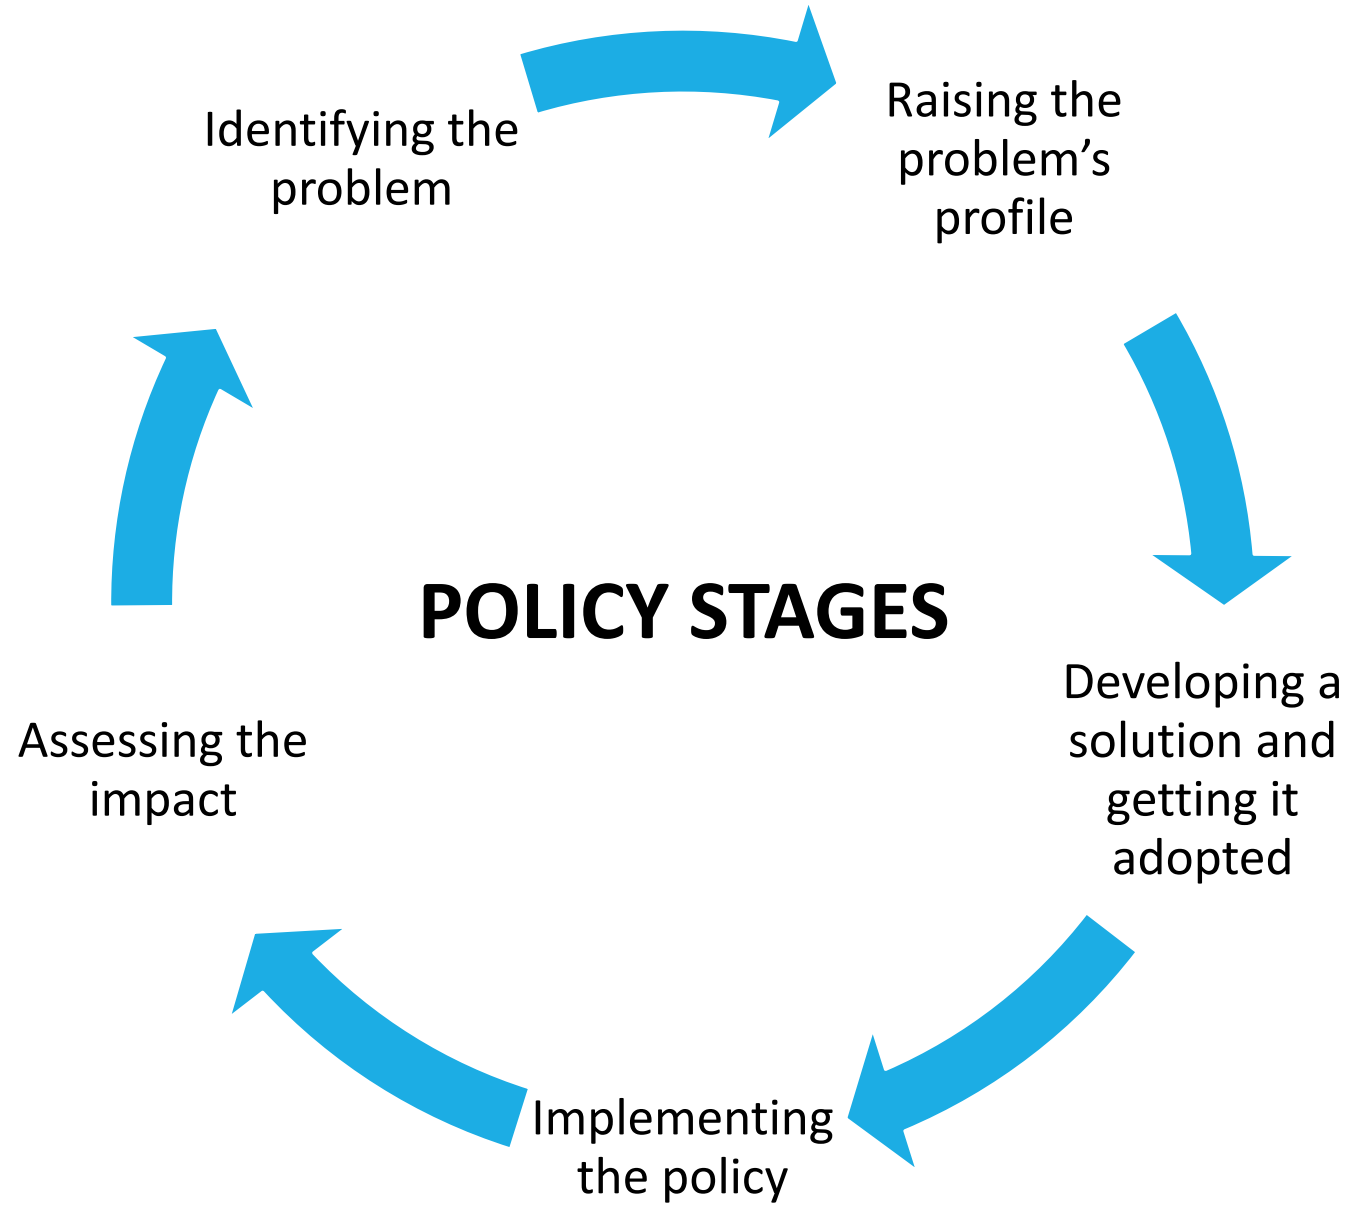 Identifying the
problem
Raising the
problem’s
profile
POLICY STAGES
Developing a
solution and
getting it
adopted
Assessing the
impact
Implementing
the policy